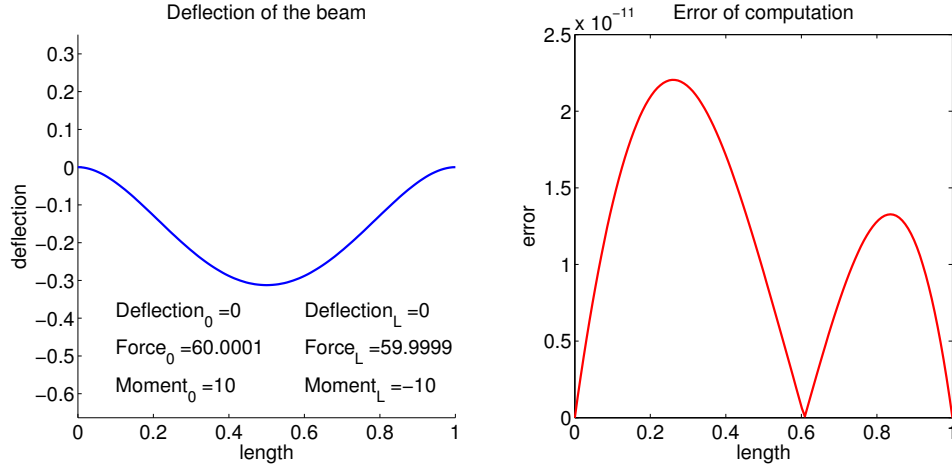 Deflection of the beam
0.3
0.2
0.1
0
−0.1
−0.2
−0.3
−0.4
−0.5
−0.6
deflection
Deflection₀ =0
Deflection_L =0
Force₀ =60.0001
Force_L =59.9999
Moment₀ =10
Moment_L =−10
0 0.2 0.4 0.6 0.8 1
length
Error of computation
x 10⁻¹¹
2.5
2
1.5
1
0.5
0
error
0 0.2 0.4 0.6 0.8 1
length